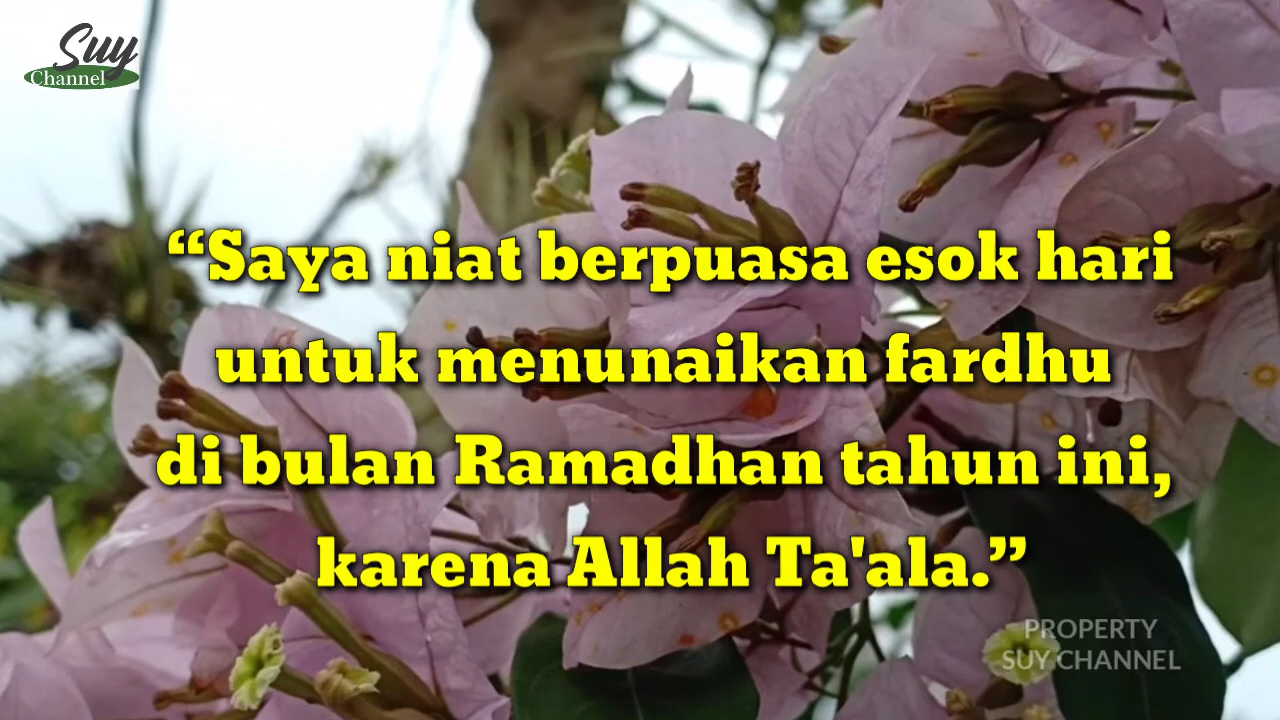 Suy
Channel
“Saya niat berpuasa esok hari
untuk menunaikan fardhu
di bulan Ramadhan tahun ini,
karena Allah Ta'ala.”
PROPERTY
SUY CHANNEL